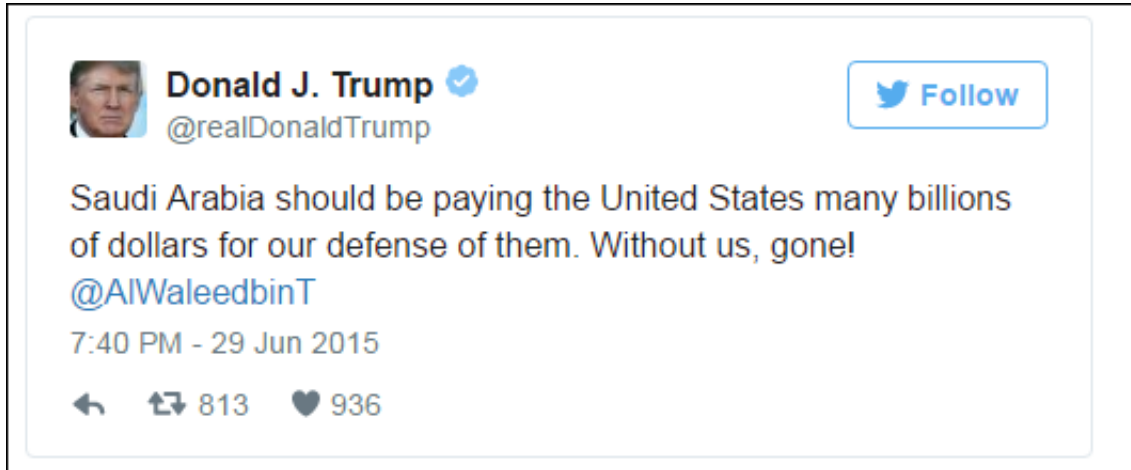 Donald J. Trump
@realDonaldTrump
Follow
Saudi Arabia should be paying the United States many billions
of dollars for our defense of them. Without us, gone!
@AlWaleedbinT
7:40 PM - 29 Jun 2015
813 936